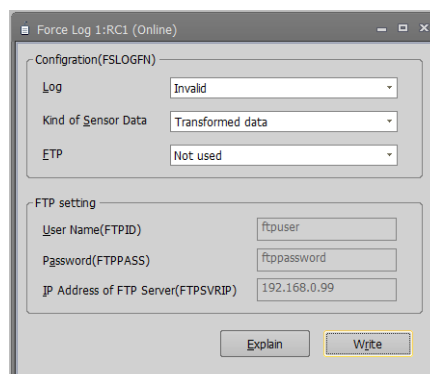 Force Log 1:RC1 (Online)
Configration(FSLOGFN)
Log Invalid
Kind of Sensor Data Transformed data
FTP Not used
FTP setting
User Name(FTPID) ftpuser
Password(FTPPASS) ftppassword
IP Address of FTP Server(FTPSVRIP) 192.168.0.99
Explain Write